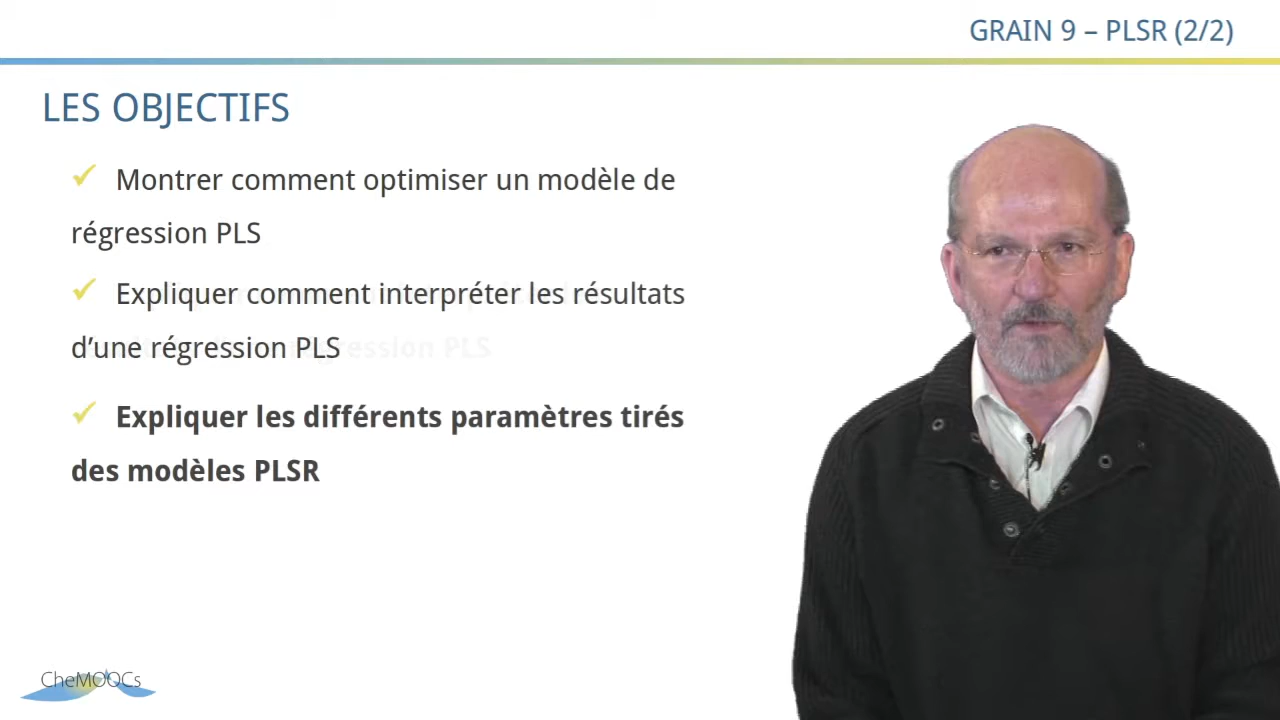 GRAIN 9 – PLSR (2/2)
LES OBJECTIFS
✓ Montrer comment optimiser un modèle de
régression PLS
✓ Expliquer comment interpréter les résultats
d’une régression PLS
✓ Expliquer les différents paramètres tirés
des modèles PLSR
CheMOOCs